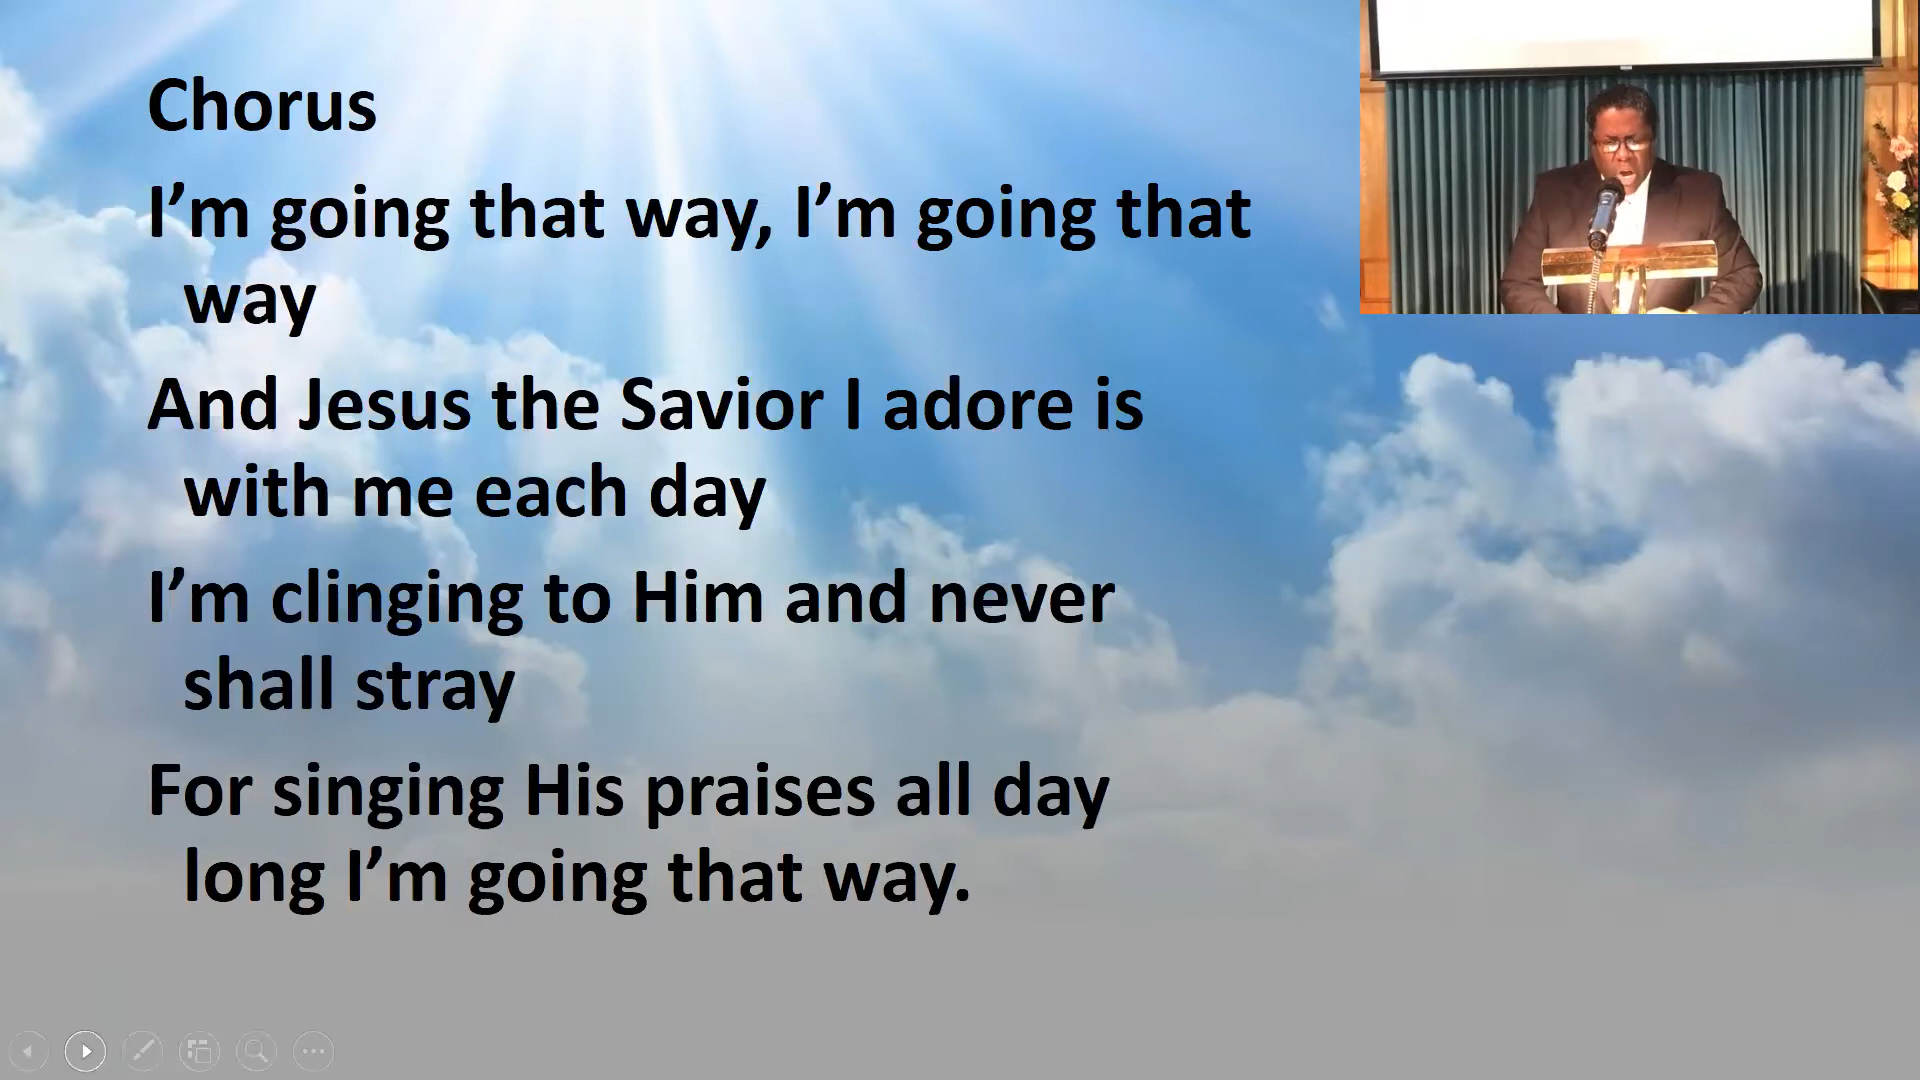 Chorus
I’m going that way, I’m going that
way
And Jesus the Savior I adore is
with me each day
I’m clinging to Him and never
shall stray
For singing His praises all day
long I’m going that way.